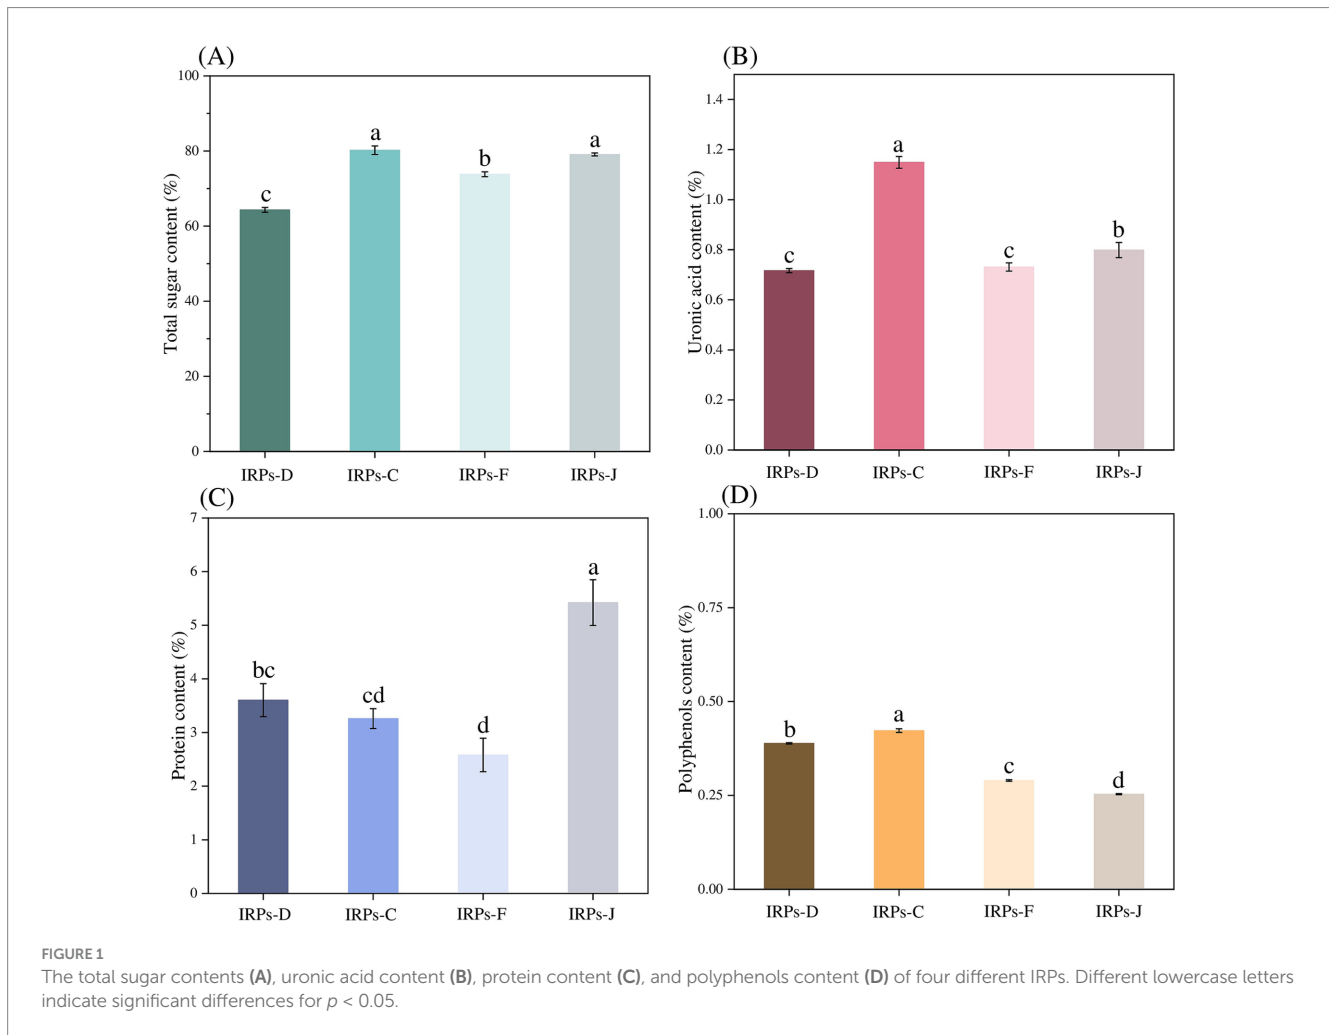 (A)
100
80
60
40
20
0
Total sugar content (%)
c
a
b
a
IRPs-D IRPs-C IRPs-F IRPs-J
(B)
1.4
1.2
1.0
0.8
0.6
0.4
0.2
0.0
Uronic acid content (%)
c
a
c
b
IRPs-D IRPs-C IRPs-F IRPs-J
(C)
7
6
5
4
3
2
1
0
Protein content (%)
bc
cd
d
a
IRPs-D IRPs-C IRPs-F IRPs-J
(D)
1.00
0.75
0.50
0.25
0.00
Polyphenols content (%)
b
a
c
d
IRPs-D IRPs-C IRPs-F IRPs-J
FIGURE 1
The total sugar contents (A), uronic acid content (B), protein content (C), and polyphenols content (D) of four different IRPs. Different lowercase letters
indicate significant differences for p < 0.05.